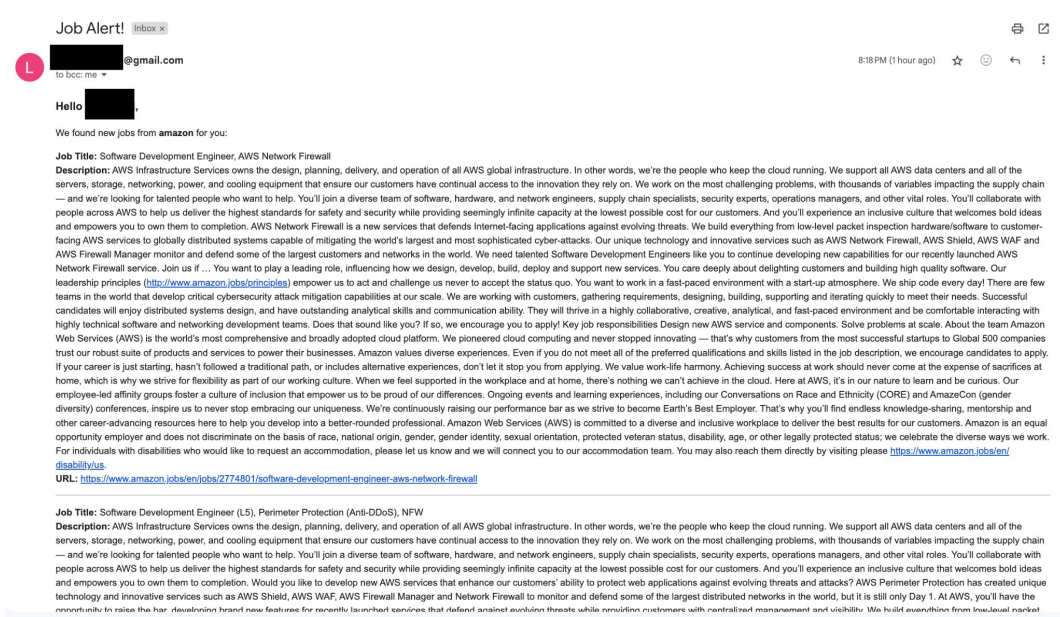 Job Alert! Inbox ×
@gmail.com 8:18 PM (1 hour ago)
L
to bcc: me
Hello ,
We found new jobs from amazon for you:
Job Title: Software Development Engineer, AWS Network Firewall
Description: AWS Infrastructure Services owns the design, planning, delivery, and operation of all AWS global infrastructure. In other words, we're the people who keep the cloud running. We support all AWS data centers and all of the
servers, storage, networking, power, and cooling equipment that ensure our customers have continual access to the innovation they rely on. We work on the most challenging problems, with thousands of variables impacting the supply chain
— and we're looking for talented people who want to help. You'll join a diverse team of software, hardware, and network engineers, supply chain specialists, security experts, operations managers, and other vital roles. You'll collaborate with
people across AWS to help us deliver the highest standards for safety and security while providing seemingly infinite capacity at the lowest possible cost for our customers. And you'll experience an inclusive culture that welcomes bold ideas
and empowers you to own them to completion. AWS Network Firewall is a new services that defends Internet-facing applications against evolving threats. We build everything from low-level packet inspection hardware/software to customer-
facing AWS services to globally distributed systems capable of mitigating the world's largest and most sophisticated cyber-attacks. Our unique technology and innovative services such as AWS Network Firewall, AWS Shield, AWS WAF and
AWS Firewall Manager monitor and defend some of the largest customers and networks in the world. We need talented Software Development Engineers like you to continue developing new capabilities for our recently launched AWS
Network Firewall service. Join us if … You want to play a leading role, influencing how we design, develop, build, deploy and support new services. You care deeply about delighting customers and building high quality software. Our
leadership principles (http://www.amazon.jobs/principles) empower us to act and challenge us never to accept the status quo. You want to work in a fast-paced environment with a start-up atmosphere. We ship code every day! There are few
teams in the world that develop critical cybersecurity attack mitigation capabilities at our scale. We are working with customers, gathering requirements, designing, building, supporting and iterating quickly to meet their needs. Successful
candidates will enjoy distributed systems design, and have outstanding analytical skills and communication ability. They will thrive in a highly collaborative, creative, analytical, and fast-paced environment and be comfortable interacting with
highly technical software and networking development teams. Does that sound like you? If so, we encourage you to apply! Key job responsibilities Design new AWS service and components. Solve problems at scale. About the team Amazon
Web Services (AWS) is the world's most comprehensive and broadly adopted cloud platform. We pioneered cloud computing and never stopped innovating — that's why customers from the most successful startups to Global 500 companies
trust our robust suite of products and services to power their businesses. Amazon values diverse experiences. Even if you do not meet all of the preferred qualifications and skills listed in the job description, we encourage candidates to apply.
If your career is just starting, hasn't followed a traditional path, or includes alternative experiences, don't let it stop you from applying. We value work-life harmony. Achieving success at work should never come at the expense of sacrifices at
home, which is why we strive for flexibility as part of our working culture. When we feel supported in the workplace and at home, there's nothing we can't achieve in the cloud. Here at AWS, it's in our nature to learn and be curious. Our
employee-led affinity groups foster a culture of inclusion that empower us to be proud of our differences. Ongoing events and learning experiences, including our Conversations on Race and Ethnicity (CORE) and AmazeCon (gender
diversity) conferences, inspire us to never stop embracing our uniqueness. We're continuously raising our performance bar as we strive to become Earth's Best Employer. That's why you'll find endless knowledge-sharing, mentorship and
other career-advancing resources here to help you develop into a better-rounded professional. Amazon Web Services (AWS) is committed to a diverse and inclusive workplace to deliver the best results for our customers. Amazon is an equal
opportunity employer and does not discriminate on the basis of race, national origin, gender, gender identity, sexual orientation, protected veteran status, disability, age, or other legally protected status; we celebrate the diverse ways we work.
For individuals with disabilities who would like to request an accommodation, please let us know and we will connect you to our accommodation team. You may also reach them directly by visiting please https://www.amazon.jobs/en/
disability/us.
URL: https://www.amazon.jobs/en/jobs/2774801/software-development-engineer-aws-network-firewall
Job Title: Software Development Engineer (L5), Perimeter Protection (Anti-DDoS), NFW
Description: AWS Infrastructure Services owns the design, planning, delivery, and operation of all AWS global infrastructure. In other words, we're the people who keep the cloud running. We support all AWS data centers and all of the
servers, storage, networking, power, and cooling equipment that ensure our customers have continual access to the innovation they rely on. We work on the most challenging problems, with thousands of variables impacting the supply chain
— and we're looking for talented people who want to help. You'll join a diverse team of software, hardware, and network engineers, supply chain specialists, security experts, operations managers, and other vital roles. You'll collaborate with
people across AWS to help us deliver the highest standards for safety and security while providing seemingly infinite capacity at the lowest possible cost for our customers. And you'll experience an inclusive culture that welcomes bold ideas
and empowers you to own them to completion. Would you like to develop new AWS services that enhance our customers' ability to protect web applications against evolving threats and attacks? AWS Perimeter Protection has created unique
technology and innovative services such as AWS Shield, AWS WAF, AWS Firewall Manager and Network Firewall to monitor and defend some of the largest distributed networks in the world, but it is still only Day 1. At AWS, you'll have the
opportunity to raise the bar, developing brand new features for recently launched services that defend against evolving threats while providing customers with centralized management and visibility. We build everything from low-level packet